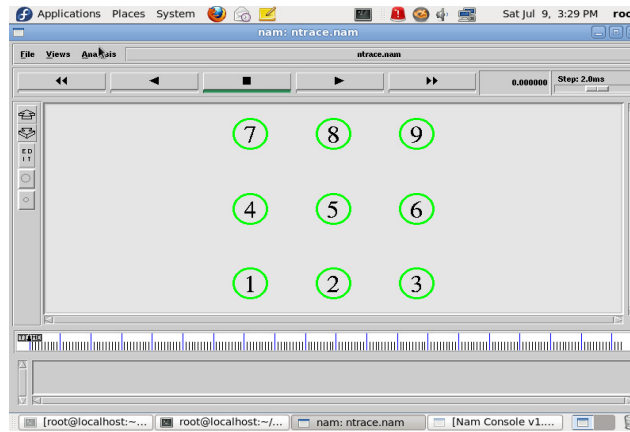 Applications Places System Sat Jul 9, 3:29 PM roo
nam: ntrace.nam
File Views Analysis ntrace.nam
0.000000 Step: 2.0ms
E D
I T
7 8 9
4 5 6
1 2 3
[root@localhost:~... root@localhost:~/... nam: ntrace.nam [Nam Console v1....